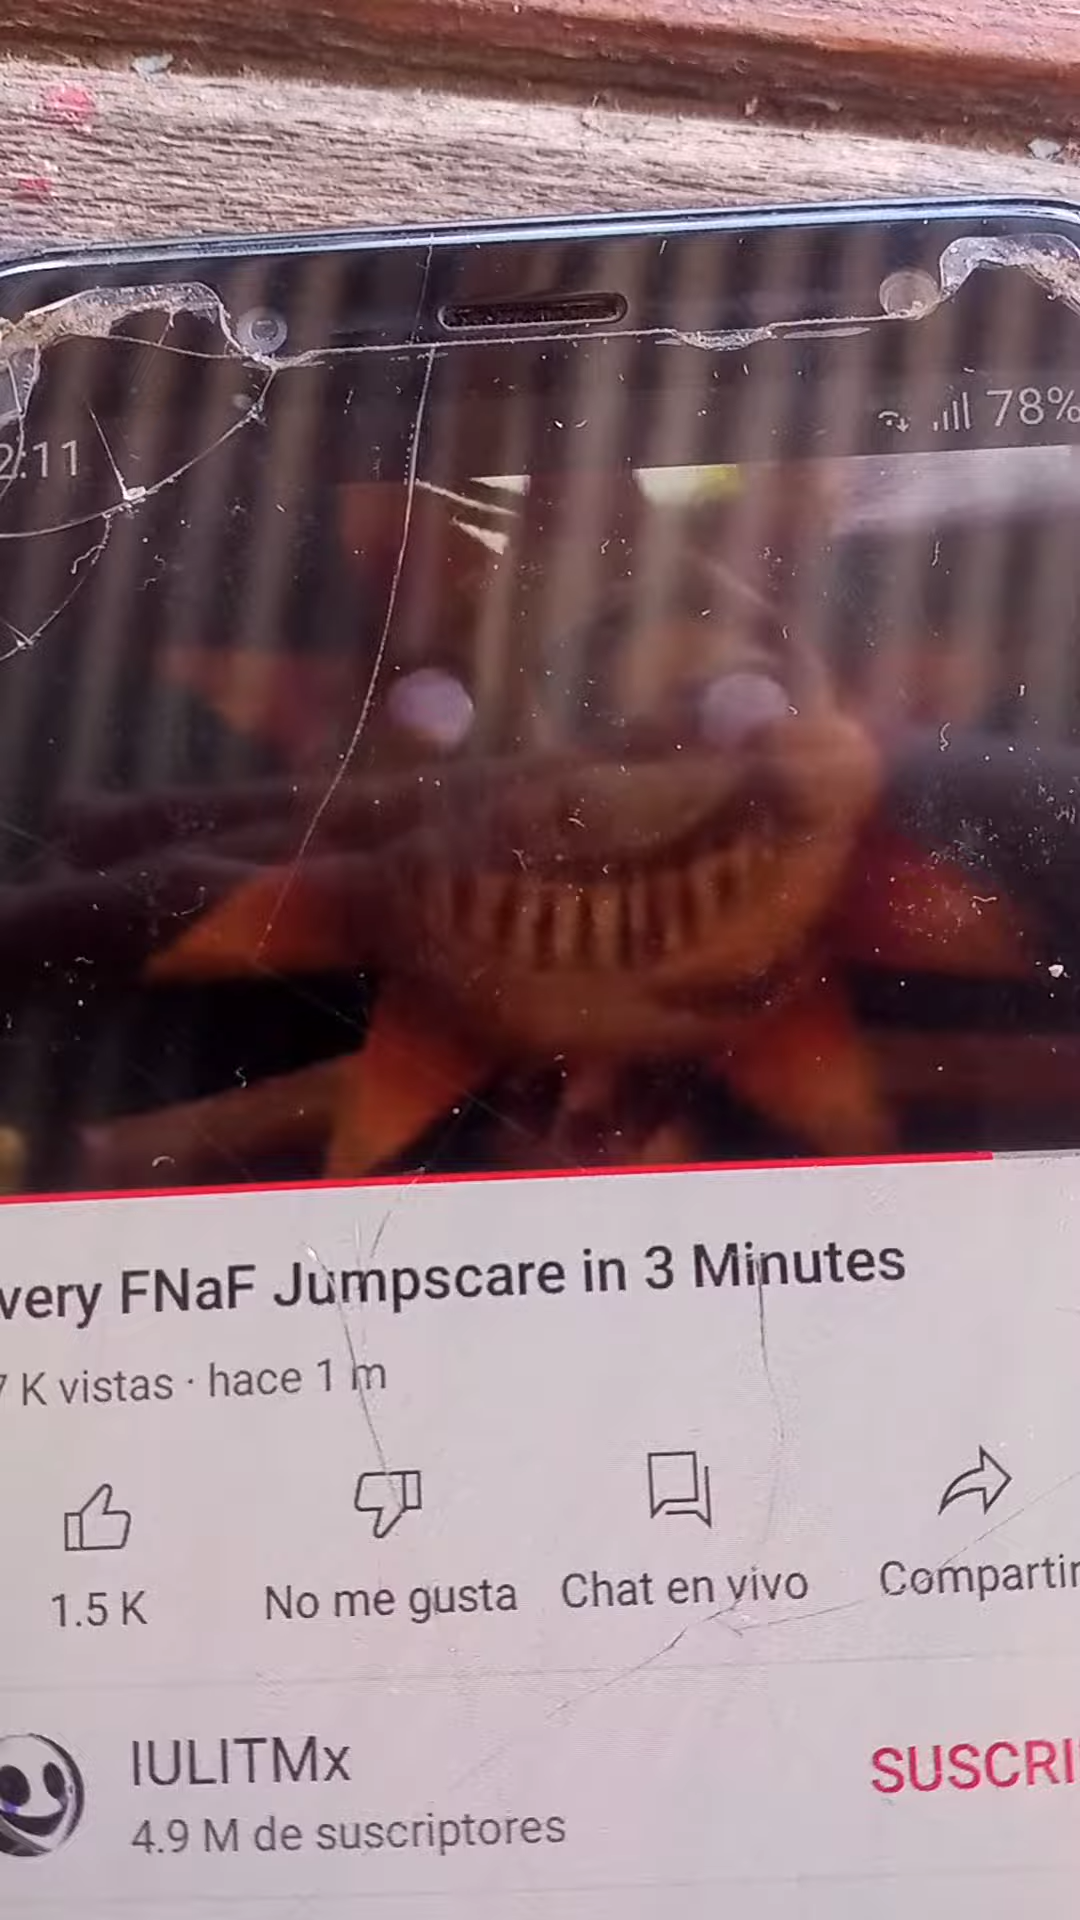 2:11 78%
very FNaF Jumpscare in 3 Minutes
K vistas · hace 1 m
1.5 K No me gusta Chat en vivo Compartir
IULITMx
SUSCRI
4.9 M de suscriptores